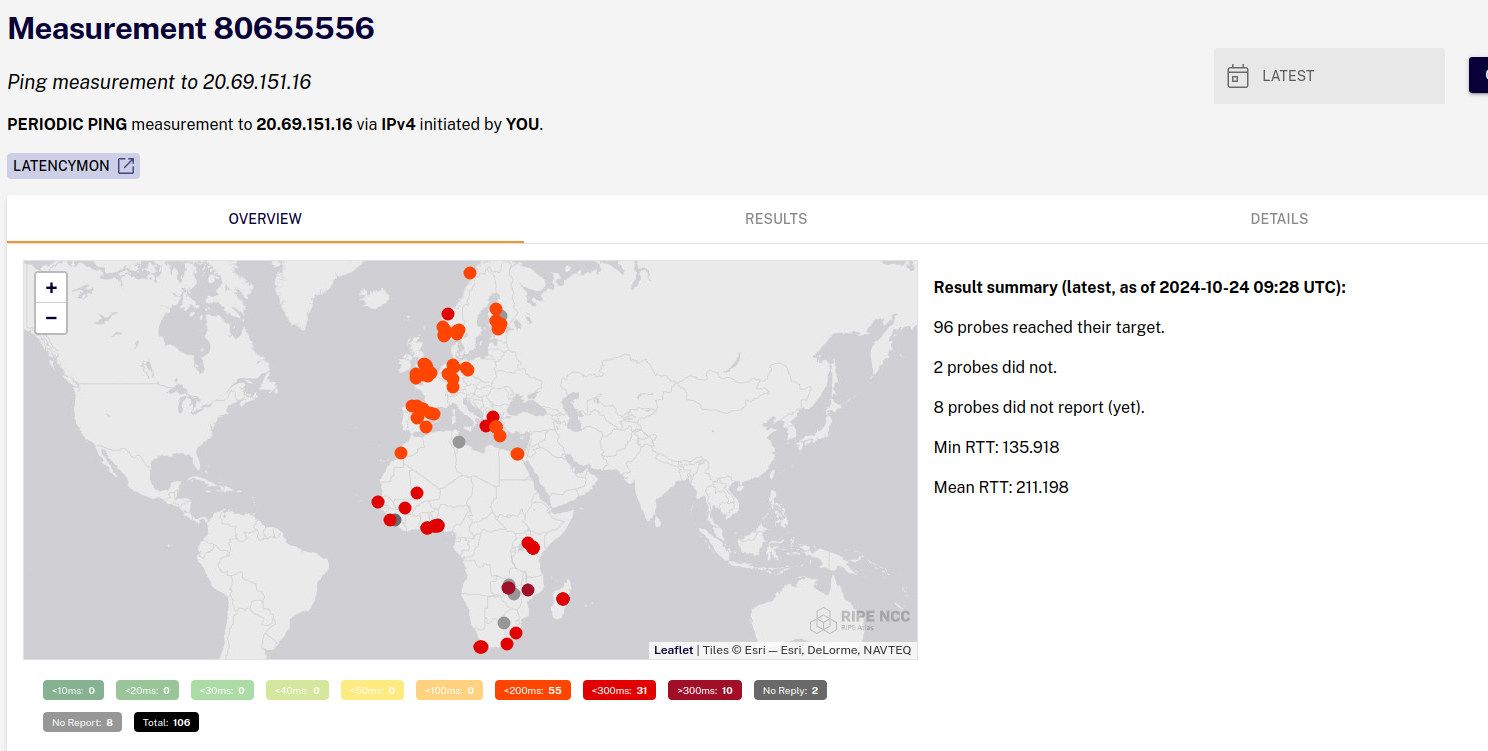 Measurement 80655556
Ping measurement to 20.69.151.16
LATEST
PERIODIC PING measurement to 20.69.151.16 via IPv4 initiated by YOU.
LATENCYMON
OVERVIEW RESULTS DETAILS
+
−
Result summary (latest, as of 2024-10-24 09:28 UTC):
96 probes reached their target.
2 probes did not.
8 probes did not report (yet).
Min RTT: 135.918
Mean RTT: 211.198
RIPE NCC
RIPE Atlas
Leaflet | Tiles © Esri — Esri, DeLorme, NAVTEQ
<10ms: 0 <20ms: 0 <30ms: 0 <40ms: 0 <50ms: 0 <100ms: 0 <200ms: 55 <300ms: 31 >300ms: 10 No Reply: 2
No Report: 8 Total: 106